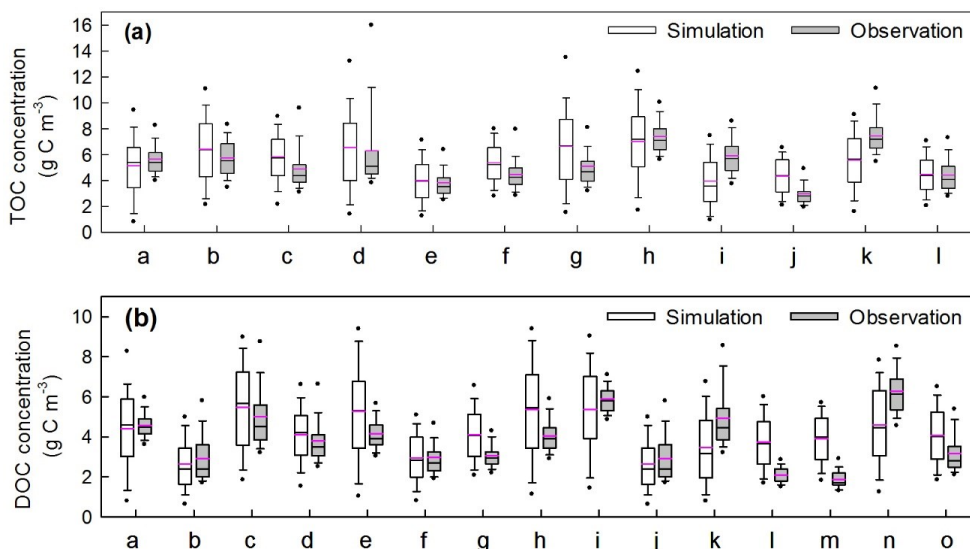 (a)
Simulation
Observation
TOC concentration
(g C m⁻³)
16
14
12
10
8
6
4
2
0
a b c d e f g h i j k l
(b)
Simulation
Observation
DOC concentration
(g C m⁻³)
10
8
6
4
2
0
a b c d e f g h i j k l m n o